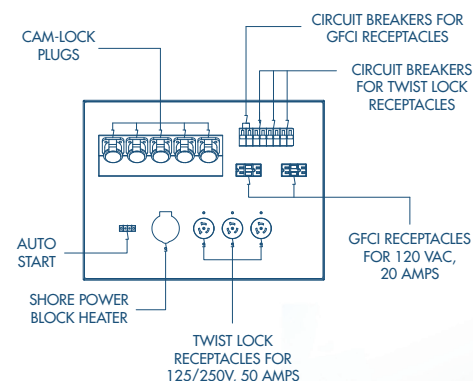 CAM-LOCK
PLUGS
CIRCUIT BREAKERS FOR
GFCI RECEPTACLES
CIRCUIT BREAKERS
FOR TWIST LOCK
RECEPTACLES
AUTO
START
SHORE POWER
BLOCK HEATER
TWIST LOCK
RECEPTACLES FOR
125/250V. 50 AMPS
GFCI RECEPTACLES
FOR 120 VAC,
20 AMPS